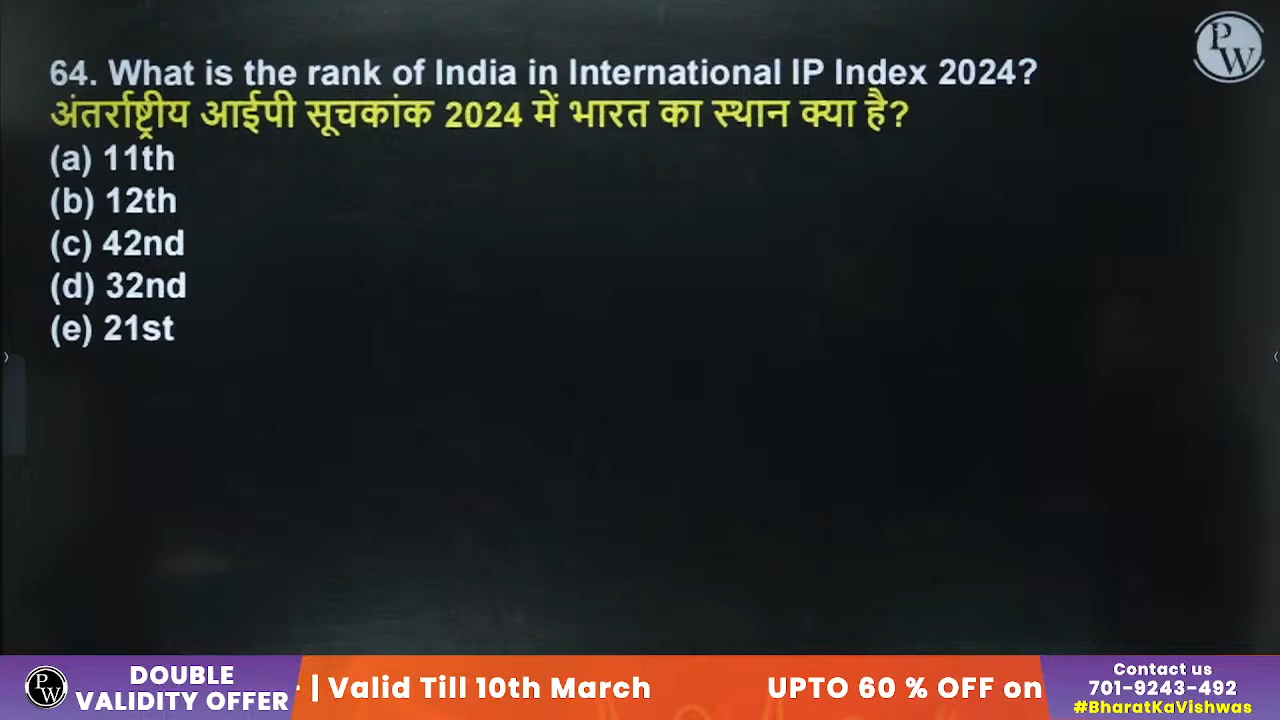 64. What is the rank of India in International IP Index 2024?
अंतर्राष्ट्रीय आईपी सूचकांक 2024 में भारत का स्थान क्या है?
(a) 11th
(b) 12th
(c) 42nd
(d) 32nd
(e) 21st
PW
PW
DOUBLE
VALIDITY OFFER
| Valid Till 10th March
UPTO 60 % OFF on
Contact us
701-9243-492
#BharatKaVishwas